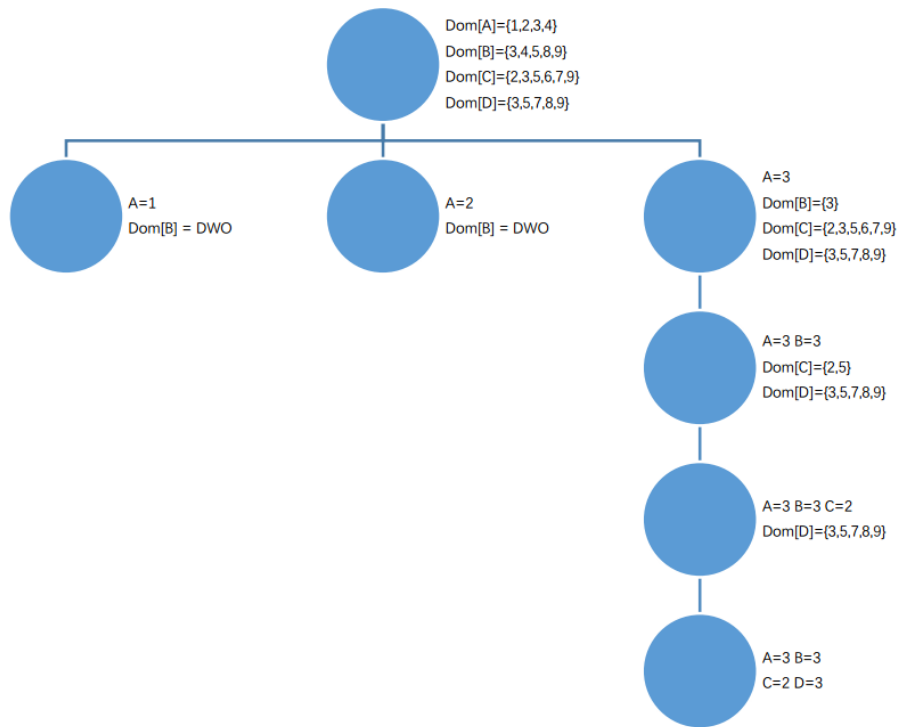 Dom[A]={1,2,3,4}
Dom[B]={3,4,5,8,9}
Dom[C]={2,3,5,6,7,9}
Dom[D]={3,5,7,8,9}
A=1
Dom[B] = DWO
A=2
Dom[B] = DWO
A=3
Dom[B]={3}
Dom[C]={2,3,5,6,7,9}
Dom[D]={3,5,7,8,9}
A=3 B=3
Dom[C]={2,5}
Dom[D]={3,5,7,8,9}
A=3 B=3 C=2
Dom[D]={3,5,7,8,9}
A=3 B=3
C=2 D=3